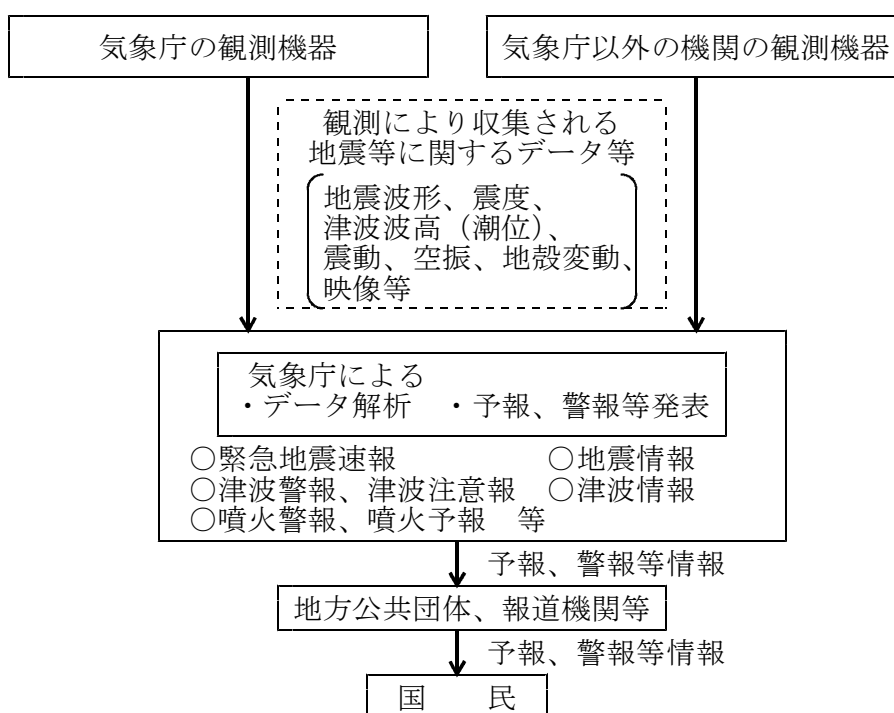 気象庁の観測機器
気象庁以外の機関の観測機器
観測により収集される
地震等に関するデータ等
地震波形、震度、
津波波高（潮位）、
震動、空振、地殻変動、
映像等
気象庁による
・データ解析　・予報、警報等発表
○緊急地震速報　○地震情報
○津波警報、津波注意報　○津波情報
○噴火警報、噴火予報　等
予報、警報等情報
地方公共団体、報道機関等
予報、警報等情報
国　　民